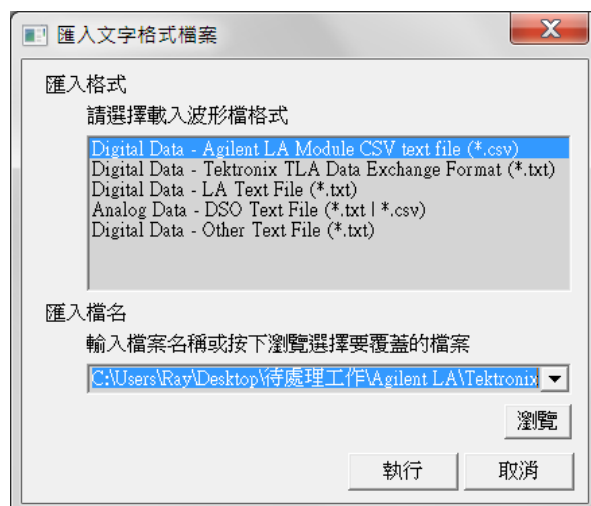 匯入文字格式檔案
匯入格式
請選擇載入波形檔格式
Digital Data - Agilent LA Module CSV text file (*.csv)
Digital Data - Tektronix TLA Data Exchange Format (*.txt)
Digital Data - LA Text File (*.txt)
Analog Data - DSO Text File (*.txt | *.csv)
Digital Data - Other Text File (*.txt)
匯入檔名
輸入檔案名稱或按下瀏覽選擇要覆蓋的檔案
C:\Users\Ray\Desktop\待處理工作\Agilent LA\Tektronix
瀏覽
執行 取消